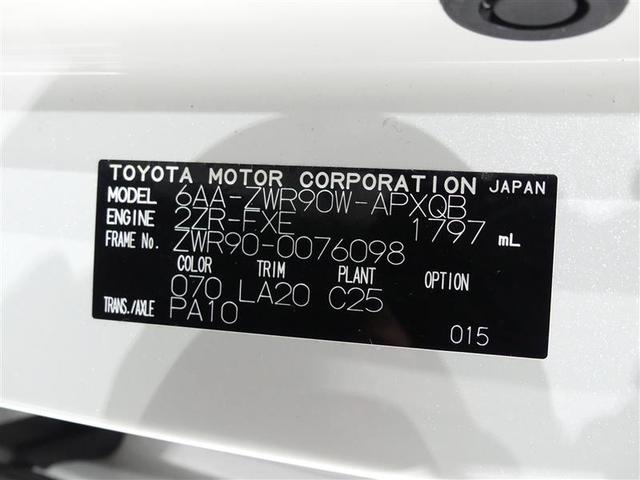 TOYOTA MOTOR CORPORATION JAPAN
MODEL 6AA-ZWR90W-APXQB
ENGINE 2ZR-FXE 1797 mL
FRAME No. ZWR90-0076098
COLOR TRIM PLANT OPTION
070 LA20 C25
TRANS./AXLE PA10
015